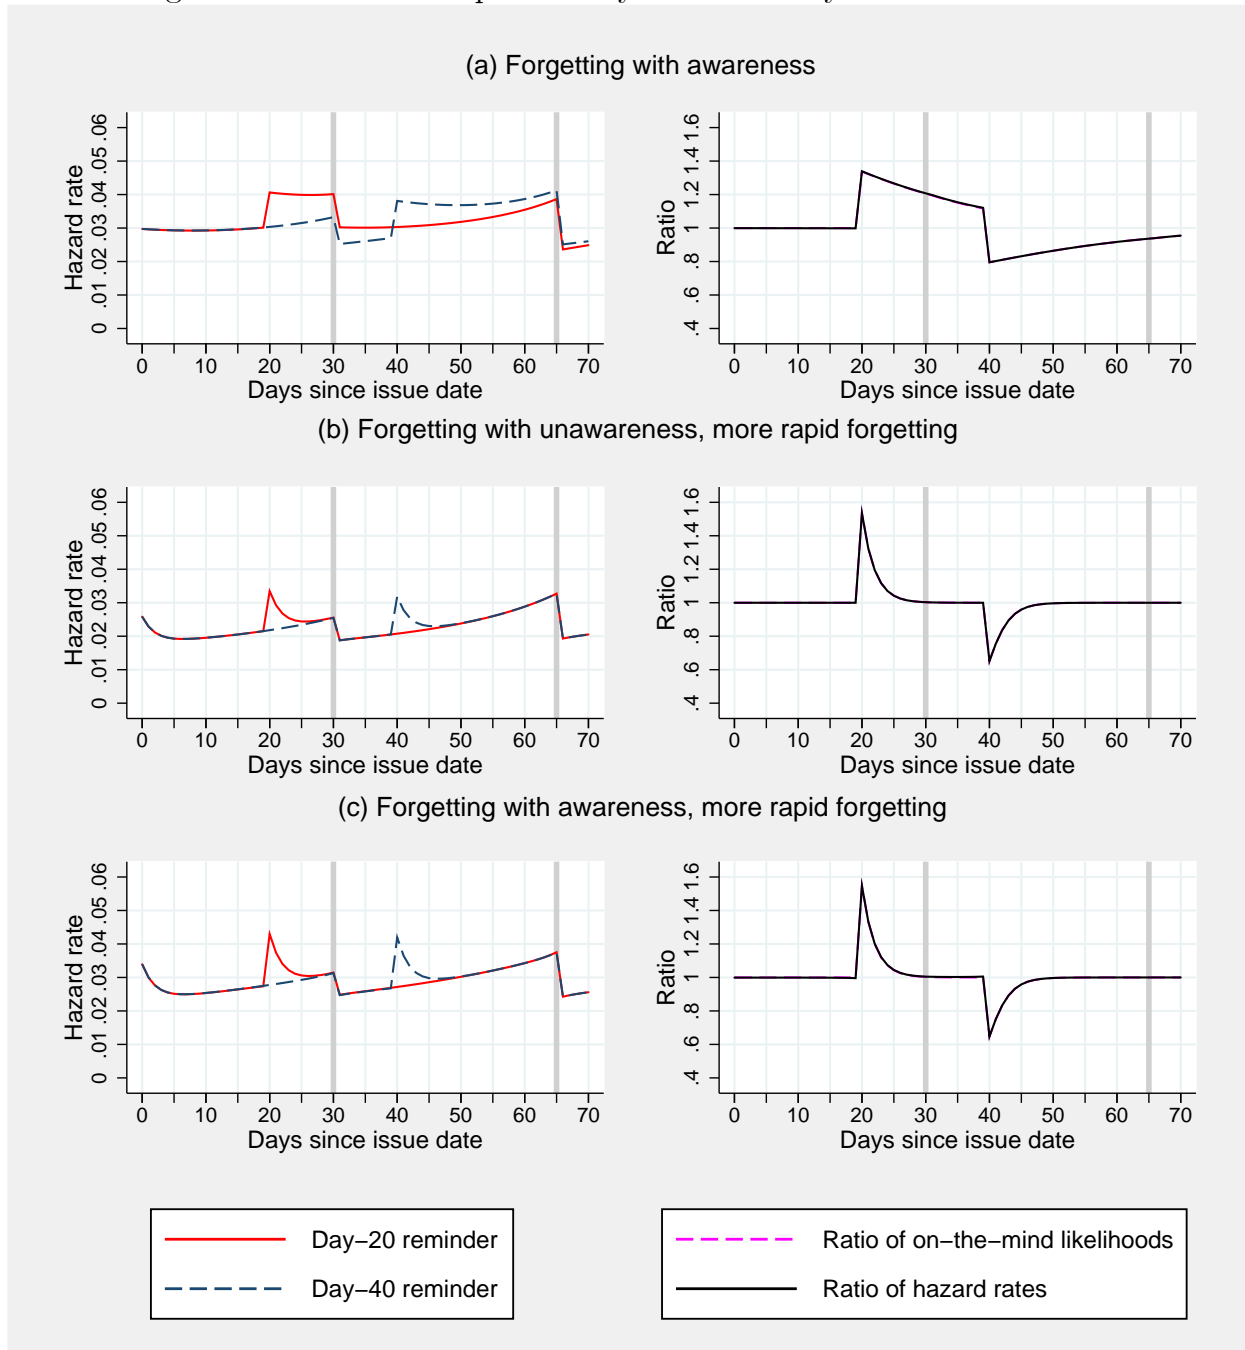 (a) Forgetting with awareness
Hazard rate
0 .01 .02 .03 .04 .05 .06
0 10 20 30 40 50 60 70
Days since issue date
Ratio
.4 .6 .8 1 1.2 1.4 1.6
0 10 20 30 40 50 60 70
Days since issue date
(b) Forgetting with unawareness, more rapid forgetting
Hazard rate
0 .01 .02 .03 .04 .05 .06
0 10 20 30 40 50 60 70
Days since issue date
Ratio
.4 .6 .8 1 1.2 1.4 1.6
0 10 20 30 40 50 60 70
Days since issue date
(c) Forgetting with awareness, more rapid forgetting
Hazard rate
0 .01 .02 .03 .04 .05 .06
0 10 20 30 40 50 60 70
Days since issue date
Ratio
.4 .6 .8 1 1.2 1.4 1.6
0 10 20 30 40 50 60 70
Days since issue date
Day−20 reminder
Day−40 reminder
Ratio of on−the−mind likelihoods
Ratio of hazard rates